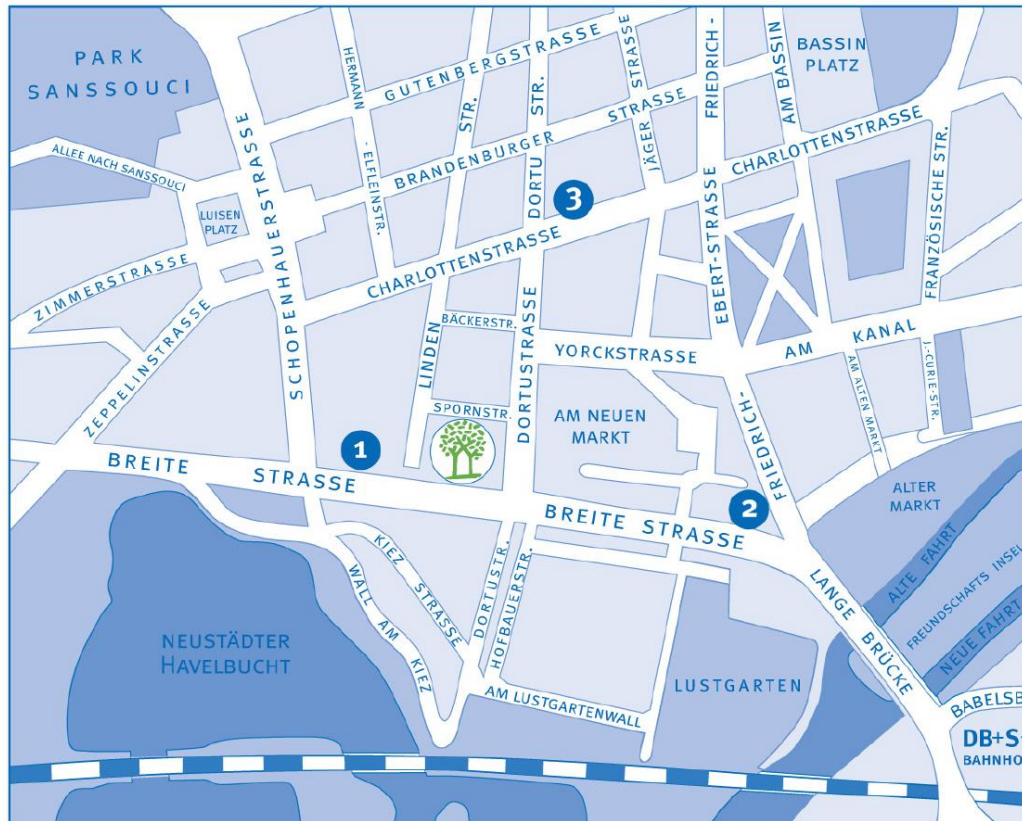 PARK
SANSSOUCI
ALLEE NACH SANSSOUCI
LUISEN
PLATZ
ZIMMERSTRASSE
ZEPPELINSTRASSE
SCHOPENHAUERSTRASSE
HERMANN
- ELFLEINSTR.
GUTENBERGSTRASSE
BRANDENBURGER STRASSE
CHARLOTTENSTRASSE
LINDEN STR.
DORTU STR.
JÄGER STRASSE
FRIEDRICH-
EBERT-STRASSE
AM BASSIN
BASSIN
PLATZ
CHARLOTTENSTRASSE
FRANZÖSISCHE STR.
3
BÄCKERSTR.
DORTUSTRASSE
YORCKSTRASSE
AM KANAL
AM ALTEN MARKT
J.-CURIE-STR.
SPORNSTR.
AM NEUEN
MARKT
FRIEDRICH-
1
BREITE STRASSE
2
BREITE STRASSE
ALTER
MARKT
ALTE FAHRT
FREUNDSCHAFTS INSEL
NEUE FAHRT
LANGE BRÜCKE
KIEZ STRASSE
WALL AM KIEZ
DORTUSTR.
HOFBAUERSTR.
NEUSTÄDTER
HAVELBUCHT
AM LUSTGARTENWALL
LUSTGARTEN
BABELSB
DB+S-
BAHNHO